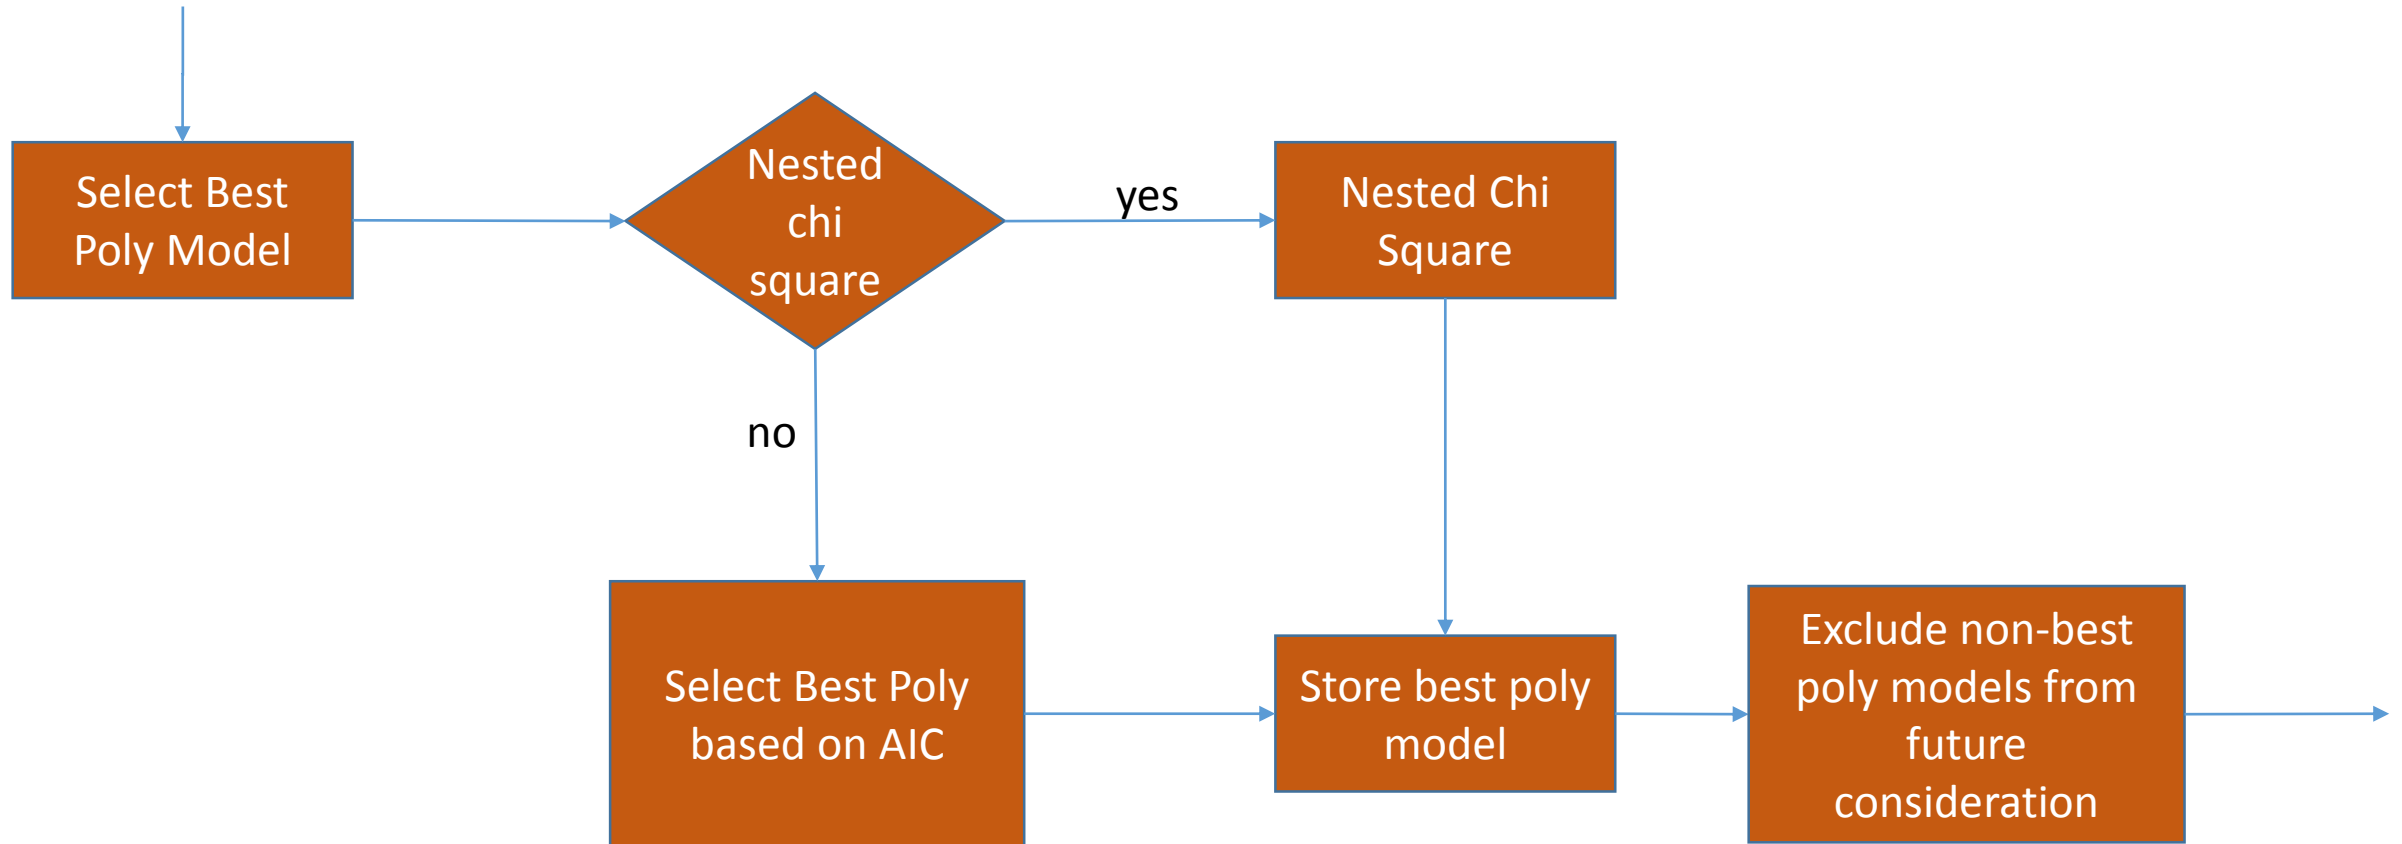 Select Best
Poly Model
Nested
chi
square
yes
Nested Chi
Square
no
Select Best Poly
based on AIC
Store best poly
model
Exclude non-best
poly models from
future
consideration